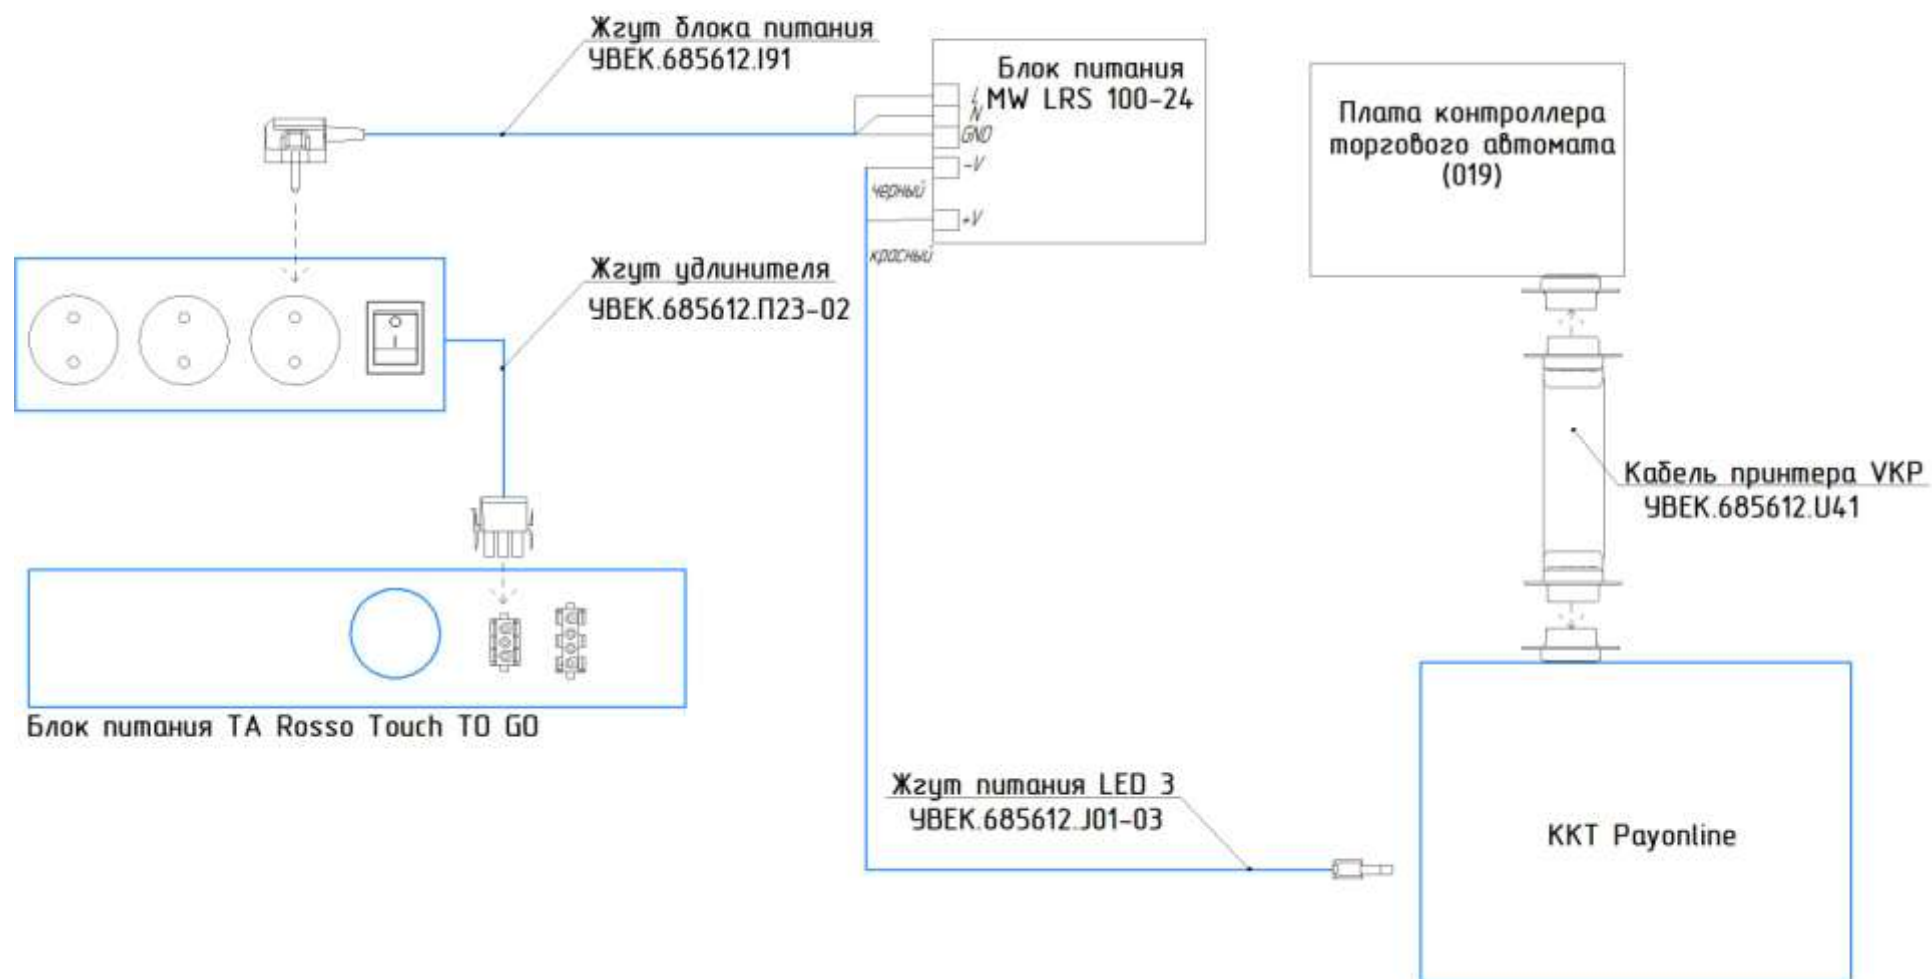 Жгут блока питания
УВЕК.685612.I91
Блок питания
MW LRS 100-24
L
N
GND
-V
черный
+V
красный
Плата контроллера
торгового автомата
(019)
Жгут удлинителя
УВЕК.685612.П23-02
Кабель принтера VKP
УВЕК.685612.U41
Блок питания ТА Rosso Touch TO GO
Жгут питания LED 3
УВЕК.685612.J01-03
ККТ Payonline